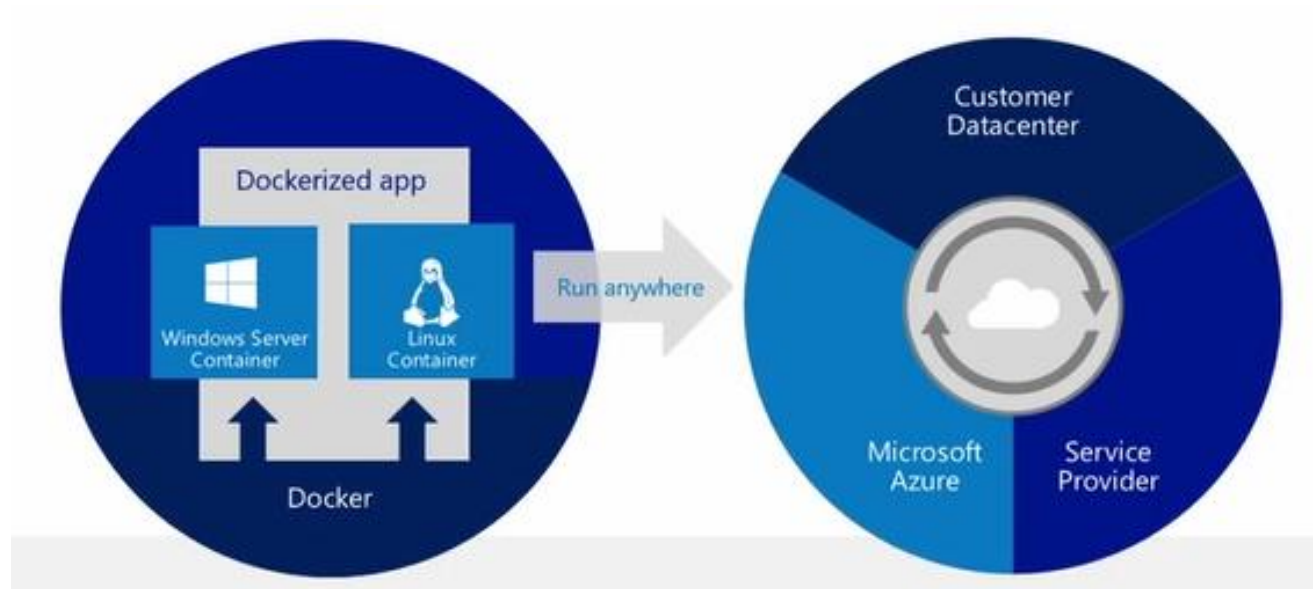 Dockerized app
Windows Server
Container
Linux
Container
Docker
Run anywhere
Customer
Datacenter
Microsoft
Azure
Service
Provider